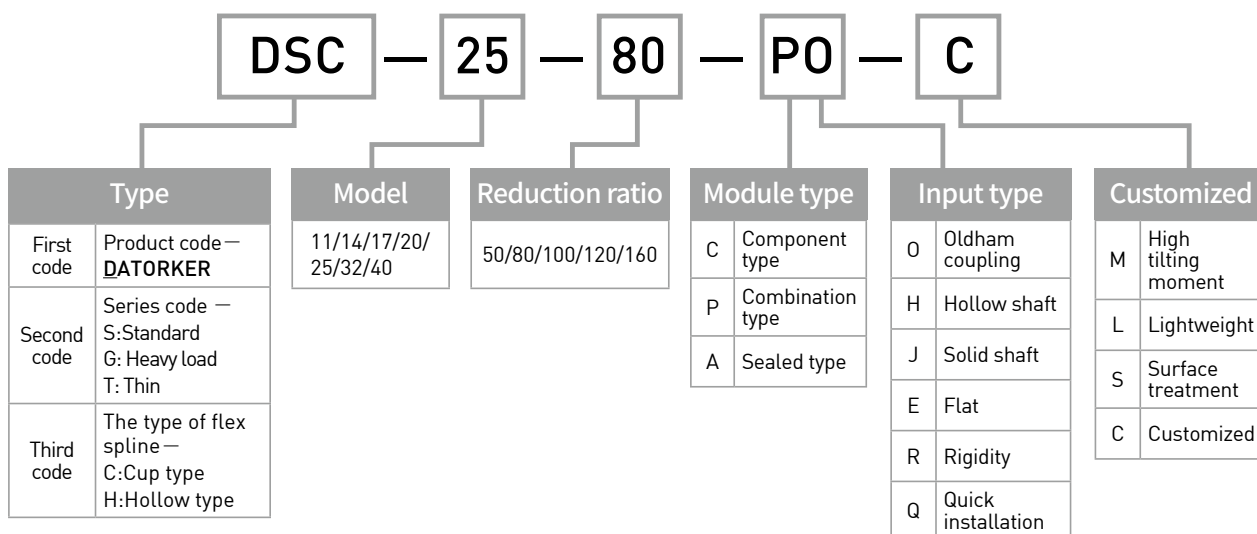 DSC — 25 — 80 — PO — C
Type
First
code
Product code—
DATORKER
Second
code
Series code —
S:Standard
G: Heavy load
T: Thin
Third
code
The type of flex
spline—
C:Cup type
H:Hollow type
Model
11/14/17/20/
25/32/40
Reduction ratio
50/80/100/120/160
Module type
C Component
type
P Combination
type
A Sealed type
Input type
O Oldham
coupling
H Hollow shaft
J Solid shaft
E Flat
R Rigidity
Q Quick
installation
Customized
M High
tilting
moment
L Lightweight
S Surface
treatment
C Customized